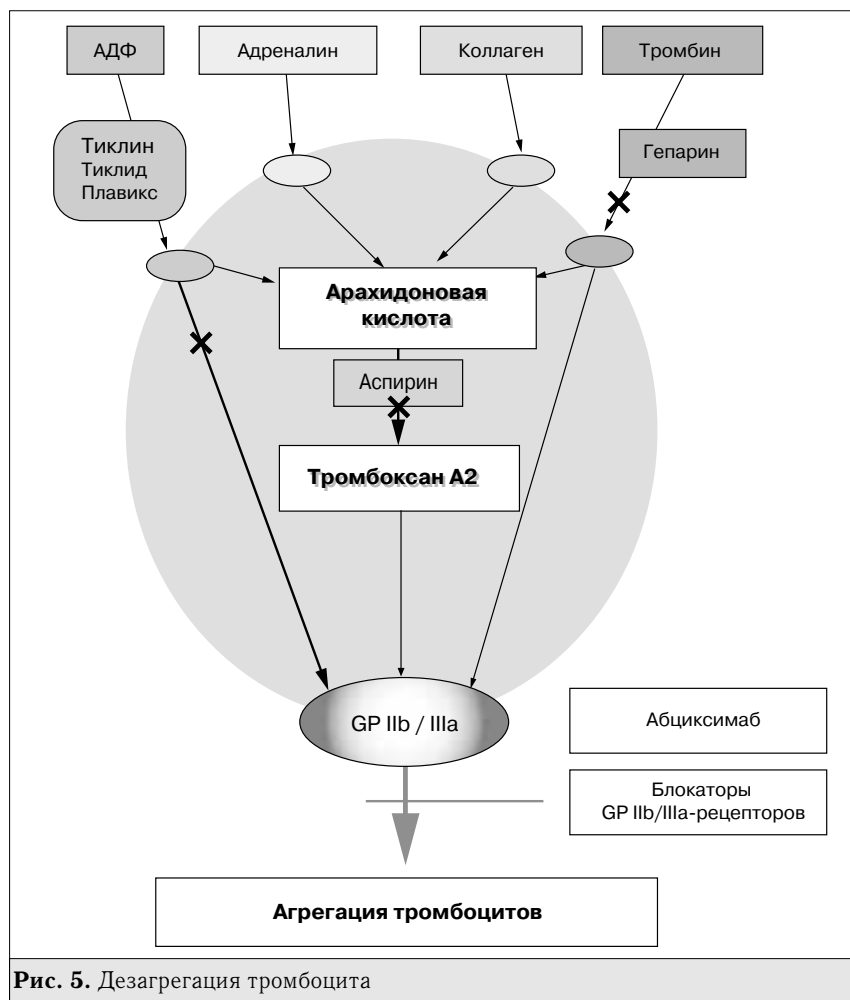 АДФ
Адреналин
Коллаген
Тромбин
Тиклин
Тиклид
Плавикс
Гепарин
Арахидоновая
кислота
Аспирин
Тромбоксан А2
GP IIb / IIIa
Абциксимаб
Блокаторы
GP IIb/IIIa-рецепторов
Агрегация тромбоцитов
Рис. 5. Дезагрегация тромбоцита